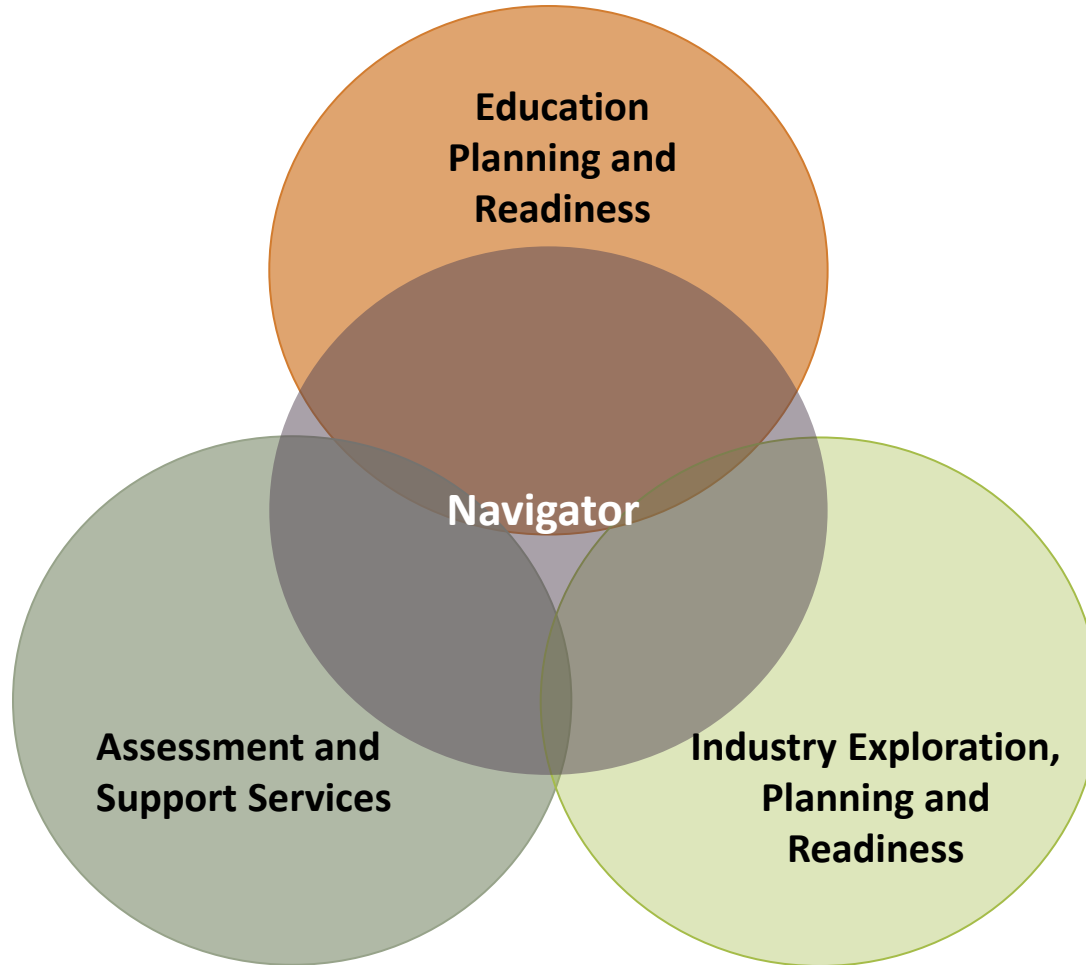 Education
Planning and
Readiness
Navigator
Assessment and
Support Services
Industry Exploration,
Planning and
Readiness